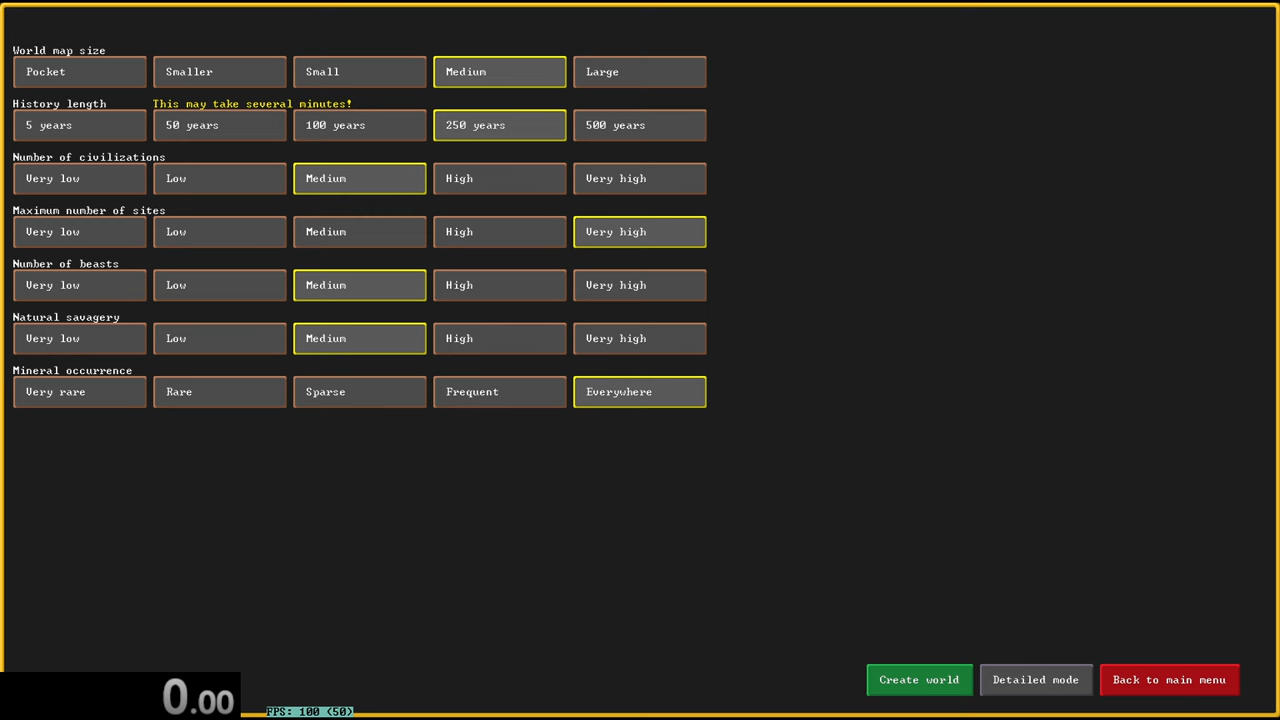 World map size
Pocket Smaller Small Medium Large
History length This may take several minutes!
5 years 50 years 100 years 250 years 500 years
Number of civilizations
Very low Low Medium High Very high
Maximum number of sites
Very low Low Medium High Very high
Number of beasts
Very low Low Medium High Very high
Natural savagery
Very low Low Medium High Very high
Mineral occurrence
Very rare Rare Sparse Frequent Everywhere
Create world Detailed mode Back to main menu
0.00
FPS: 100 (50)